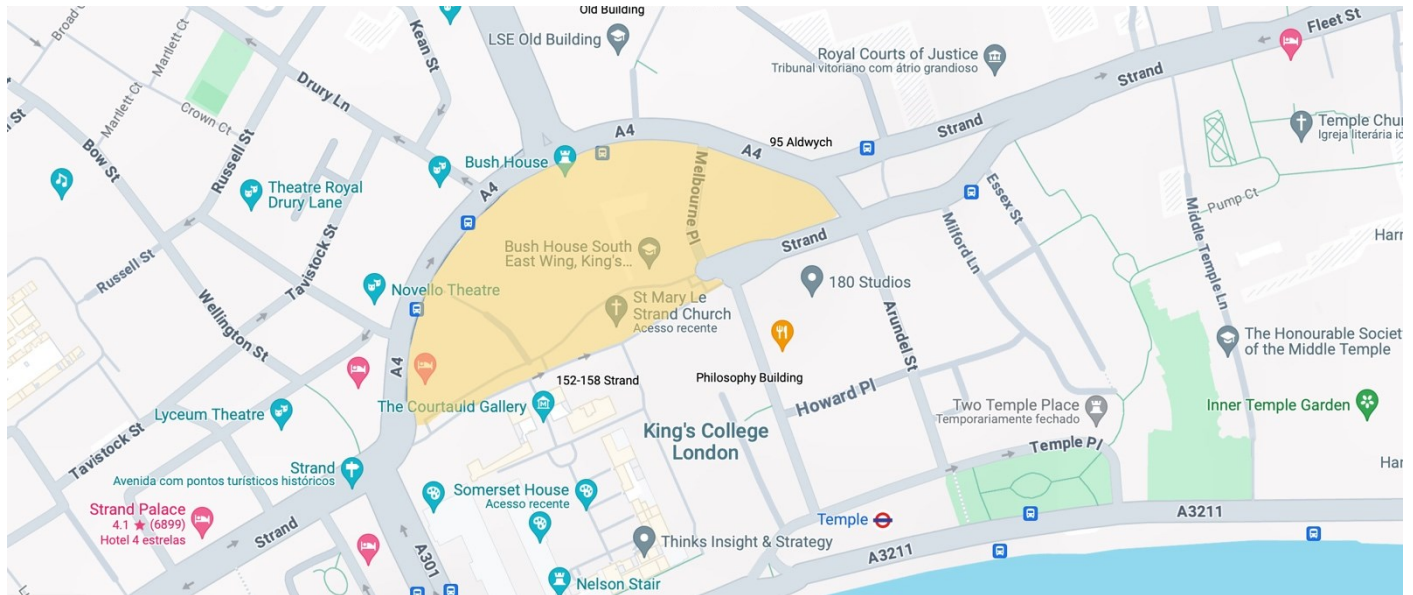 Old Building
LSE Old Building
Fleet St
Strand
Royal Courts of Justice
Tribunal vitoriano com átrio grandioso
Strand
95 Aldwych
A4
A4
Melbourne Pl
Bush House
A4
Kean St
Drury Ln
Martlett Ct
Martlett Ct
Crown Ct
Russell St
Bow St
Theatre Royal
Drury Lane
Tavistock St
Russell St
Wellington St
Novello Theatre
A4
Bush House South
East Wing, King's...
Strand
St Mary Le
Strand Church
Acesso recente
180 Studios
Essex St
Milford Ln
Arundel St
Temple Chur
Igreja literária ic
Pump Ct
Middle Temple Ln
Harr
The Honourable Societ
of the Middle Temple
152-158 Strand
Philosophy Building
Howard Pl
The Courtauld Gallery
Lyceum Theatre
Tavistock St
King's College
London
Two Temple Place
Temporariamente fechado
Inner Temple Garden
Temple Pl
Strand
Avenida com pontos turísticos históricos
Strand Palace
4.1 ★ (6899)
Hotel 4 estrelas
Strand
Somerset House
Acesso recente
Temple
A3211
A3211
Thinks Insight & Strategy
A301
Nelson Stair
Har